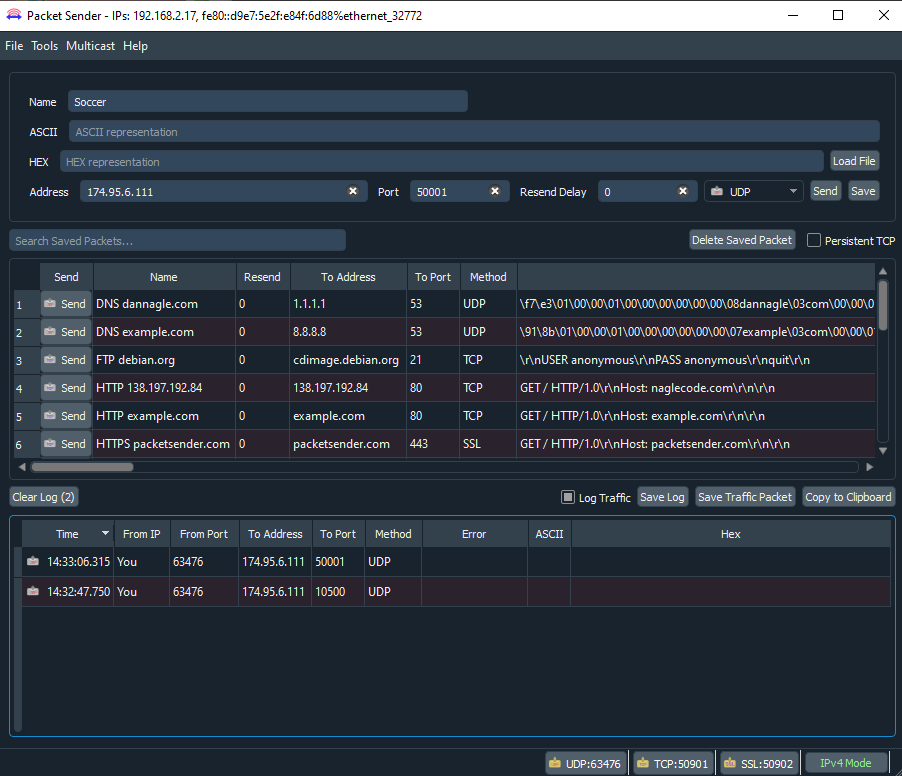 Packet Sender - IPs: 192.168.2.17, fe80::d9e7:5e2f:e84f:6d88%ethernet_32772
File Tools Multicast Help
Name Soccer
ASCII ASCII representation
HEX HEX representation Load File
Address 174.95.6.111 Port 50001 Resend Delay 0 UDP Send Save
Search Saved Packets... Delete Saved Packet Persistent TCP
Send Name Resend To Address To Port Method
1 Send DNS dannagle.com 0 1.1.1.1 53 UDP \f7\e3\01\00\00\01\00\00\00\00\00\00\08dannagle\03com\00\00\0
2 Send DNS example.com 0 8.8.8.8 53 UDP \91\8b\01\00\00\01\00\00\00\00\00\00\07example\03com\00\00\01
3 Send FTP debian.org 0 cdimage.debian.org 21 TCP \r\nUSER anonymous\r\nPASS anonymous\r\nquit\r\n
4 Send HTTP 138.197.192.84 0 138.197.192.84 80 TCP GET / HTTP/1.0\r\nHost: naglecode.com\r\n\r\n
5 Send HTTP example.com 0 example.com 80 TCP GET / HTTP/1.0\r\nHost: example.com\r\n\r\n
6 Send HTTPS packetsender.com 0 packetsender.com 443 SSL GET / HTTP/1.0\r\nHost: packetsender.com\r\n\r\n
Clear Log (2) Log Traffic Save Log Save Traffic Packet Copy to Clipboard
Time From IP From Port To Address To Port Method Error ASCII Hex
14:33:06.315 You 63476 174.95.6.111 50001 UDP
14:32:47.750 You 63476 174.95.6.111 10500 UDP
UDP:63476 TCP:50901 SSL:50902 IPv4 Mode